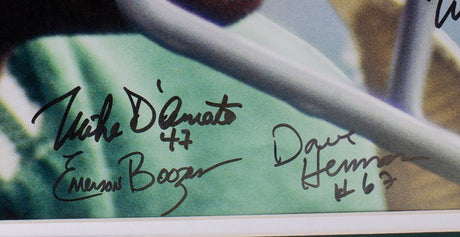 Mike D'Amato
47
Emerson Boozer
Dave
Herman
# 67